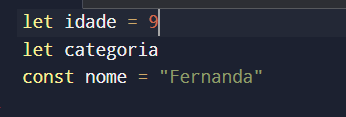 let idade = 9
let categoria
const nome = "Fernanda"